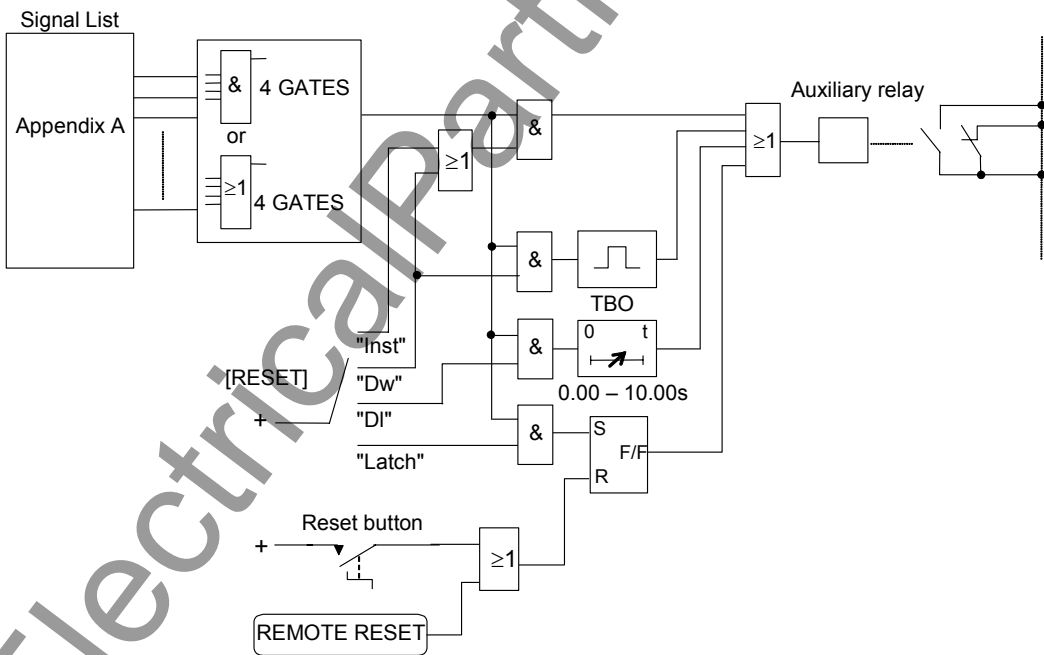 Signal List
Appendix A
&
4 GATES
or
≥1
4 GATES
≥1
&
≥1
Auxiliary relay
&
TBO
&
0 t
0.00 – 10.00s
&
S
F/F
R
[RESET]
+
"Inst"
"Dw"
"Dl"
"Latch"
Reset button
+
≥1
REMOTE RESET
ElectricalPart